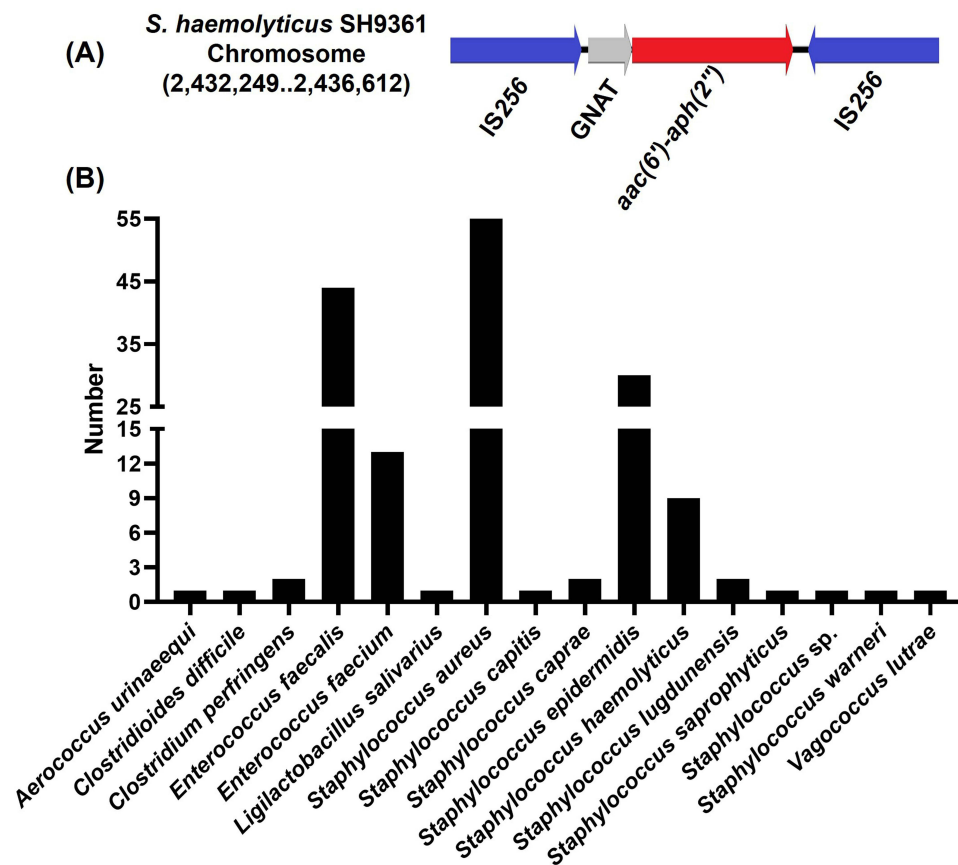 (A)
S. haemolyticus SH9361
Chromosome
(2,432,249..2,436,612)
IS256
GNAT
aac(6')-aph(2")
IS256
(B)
Number
55
45
35
25
15
12
9
6
3
0
Aerococcus urinaeequi
Clostridioides difficile
Clostridium perfringens
Enterococcus faecalis
Enterococcus faecium
Ligilactobacillus salivarius
Staphylococcus aureus
Staphylococcus capitis
Staphylococcus caprae
Staphylococcus epidermidis
Staphylococcus haemolyticus
Staphylococcus lugdunensis
Staphylococcus saprophyticus
Staphylococcus sp.
Staphylococcus warneri
Vagococcus lutrae